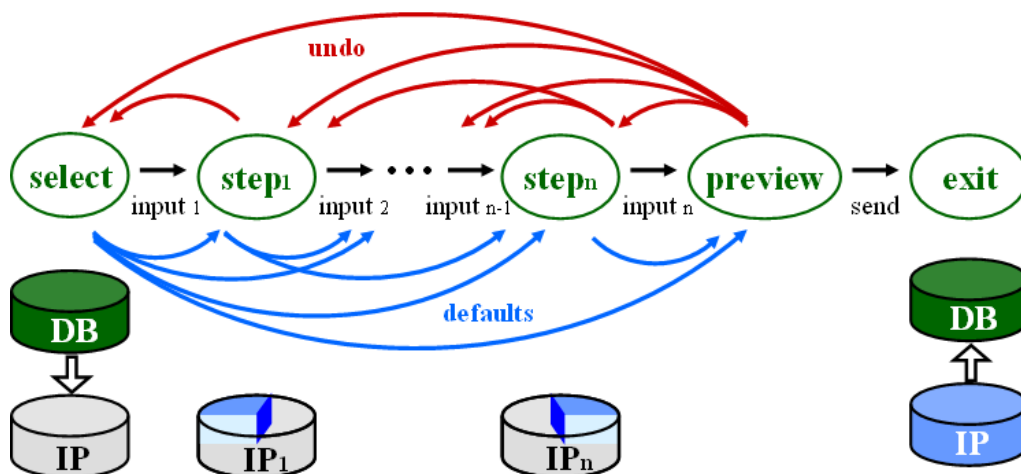 undo
select
step1
• • •
stepn
preview
exit
input 1
input 2
input n-1
input n
send
defaults
DB
DB
IP
IP1
IPn
IP